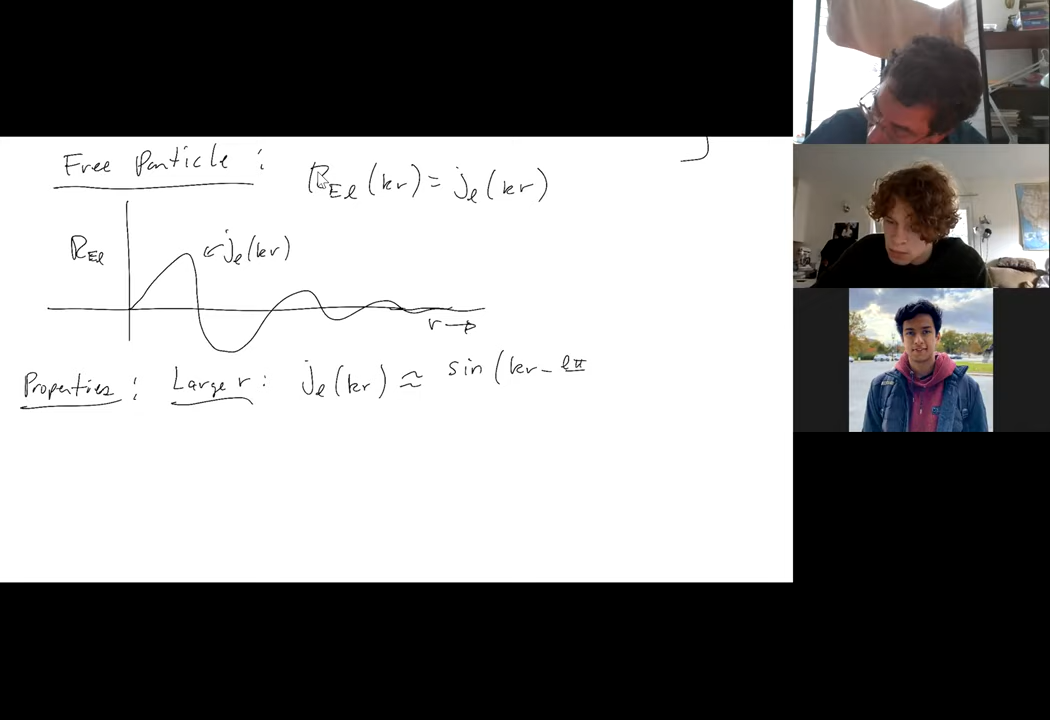 Free Particle : R_El (kr) = j_l (kr)
R_El j_l (kr)
r →
Properties : Large r : j_l (kr) ≈ sin (kr - lπ